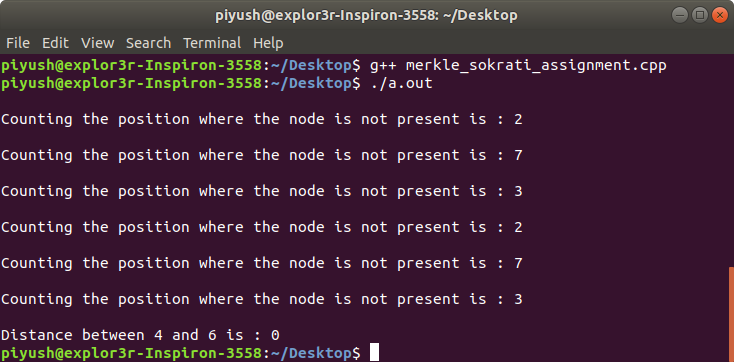 piyush@explor3r-Inspiron-3558: ~/Desktop
File Edit View Search Terminal Help
piyush@explor3r-Inspiron-3558:~/Desktop$ g++ merkle_sokrati_assignment.cpp
piyush@explor3r-Inspiron-3558:~/Desktop$ ./a.out
Counting the position where the node is not present is : 2
Counting the position where the node is not present is : 7
Counting the position where the node is not present is : 3
Counting the position where the node is not present is : 2
Counting the position where the node is not present is : 7
Counting the position where the node is not present is : 3
Distance between 4 and 6 is : 0
piyush@explor3r-Inspiron-3558:~/Desktop$